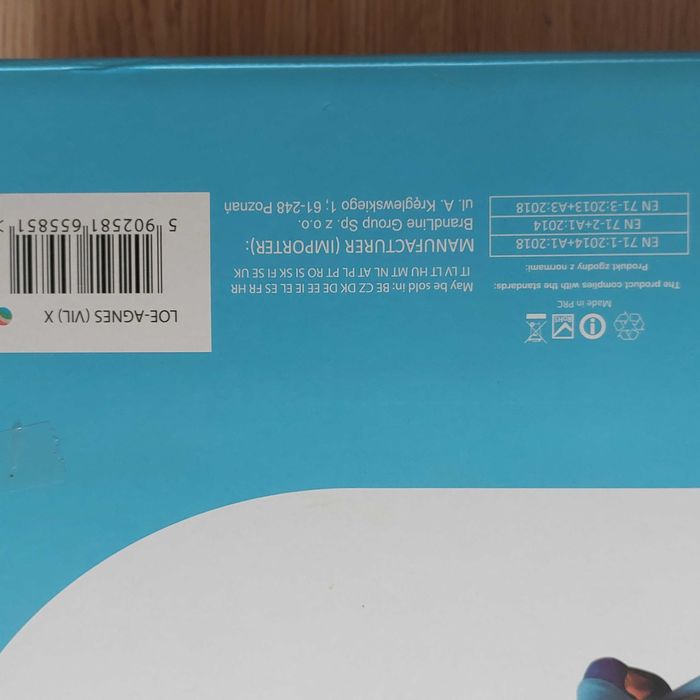 LOE-AGNES (VIL) X
5 902581 655851
Made in PRC
The product complies with the standards:
Produkt zgodny z normami:
EN 71-1:2014+A1:2018
EN 71-2+A1:2014
EN 71-3:2013+A3:2018
May be sold in: BE CZ DK DE EE IE EL ES FR HR
IT LV LT HU MT NL AT PL PT RO SI SK FI SE UK
MANUFACTURER (IMPORTER):
BrandLine Group Sp. z o.o.
ul. A. Kręglewskiego 1; 61-248 Poznań